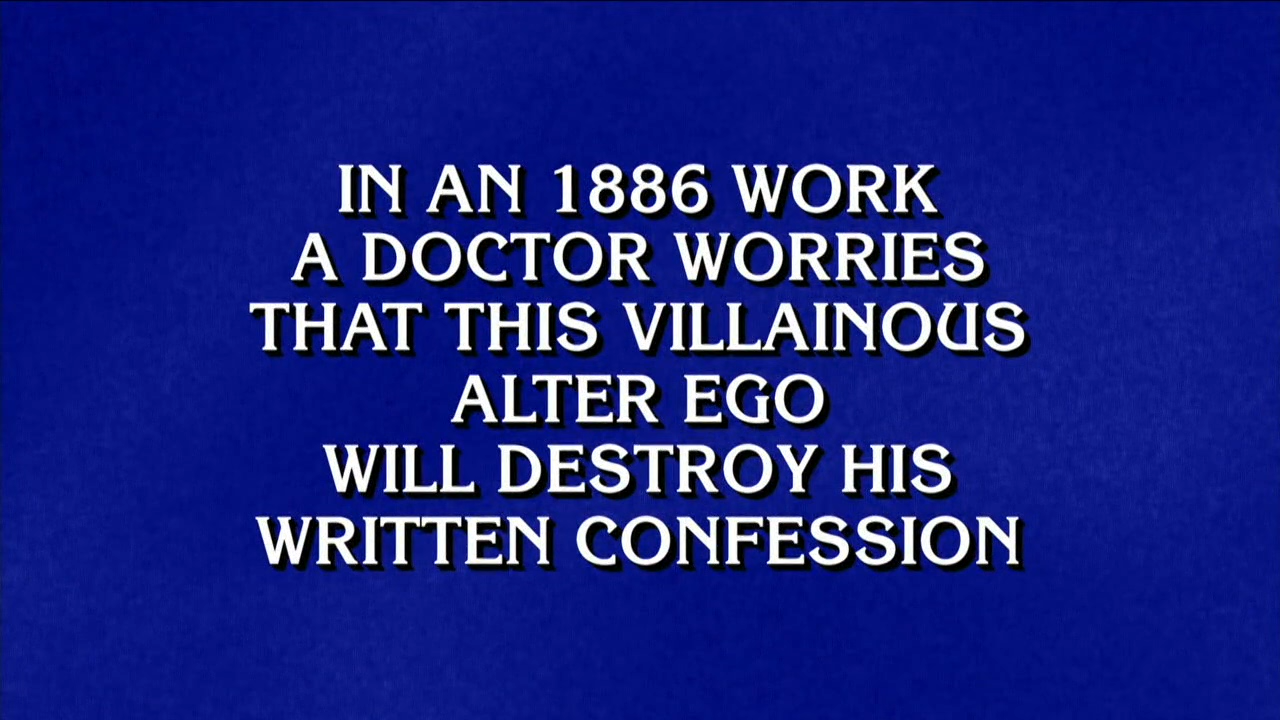 IN AN 1886 WORK
A DOCTOR WORRIES
THAT THIS VILLAINOUS
ALTER EGO
WILL DESTROY HIS
WRITTEN CONFESSION